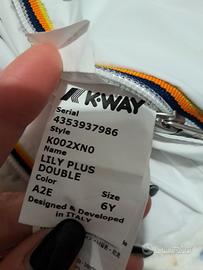 K-WAY
Serial
4353937986
Style
K002XN0
Name
LILY PLUS
DOUBLE
Color
Size
A2E
6Y
Designed & Developed
in ITALY